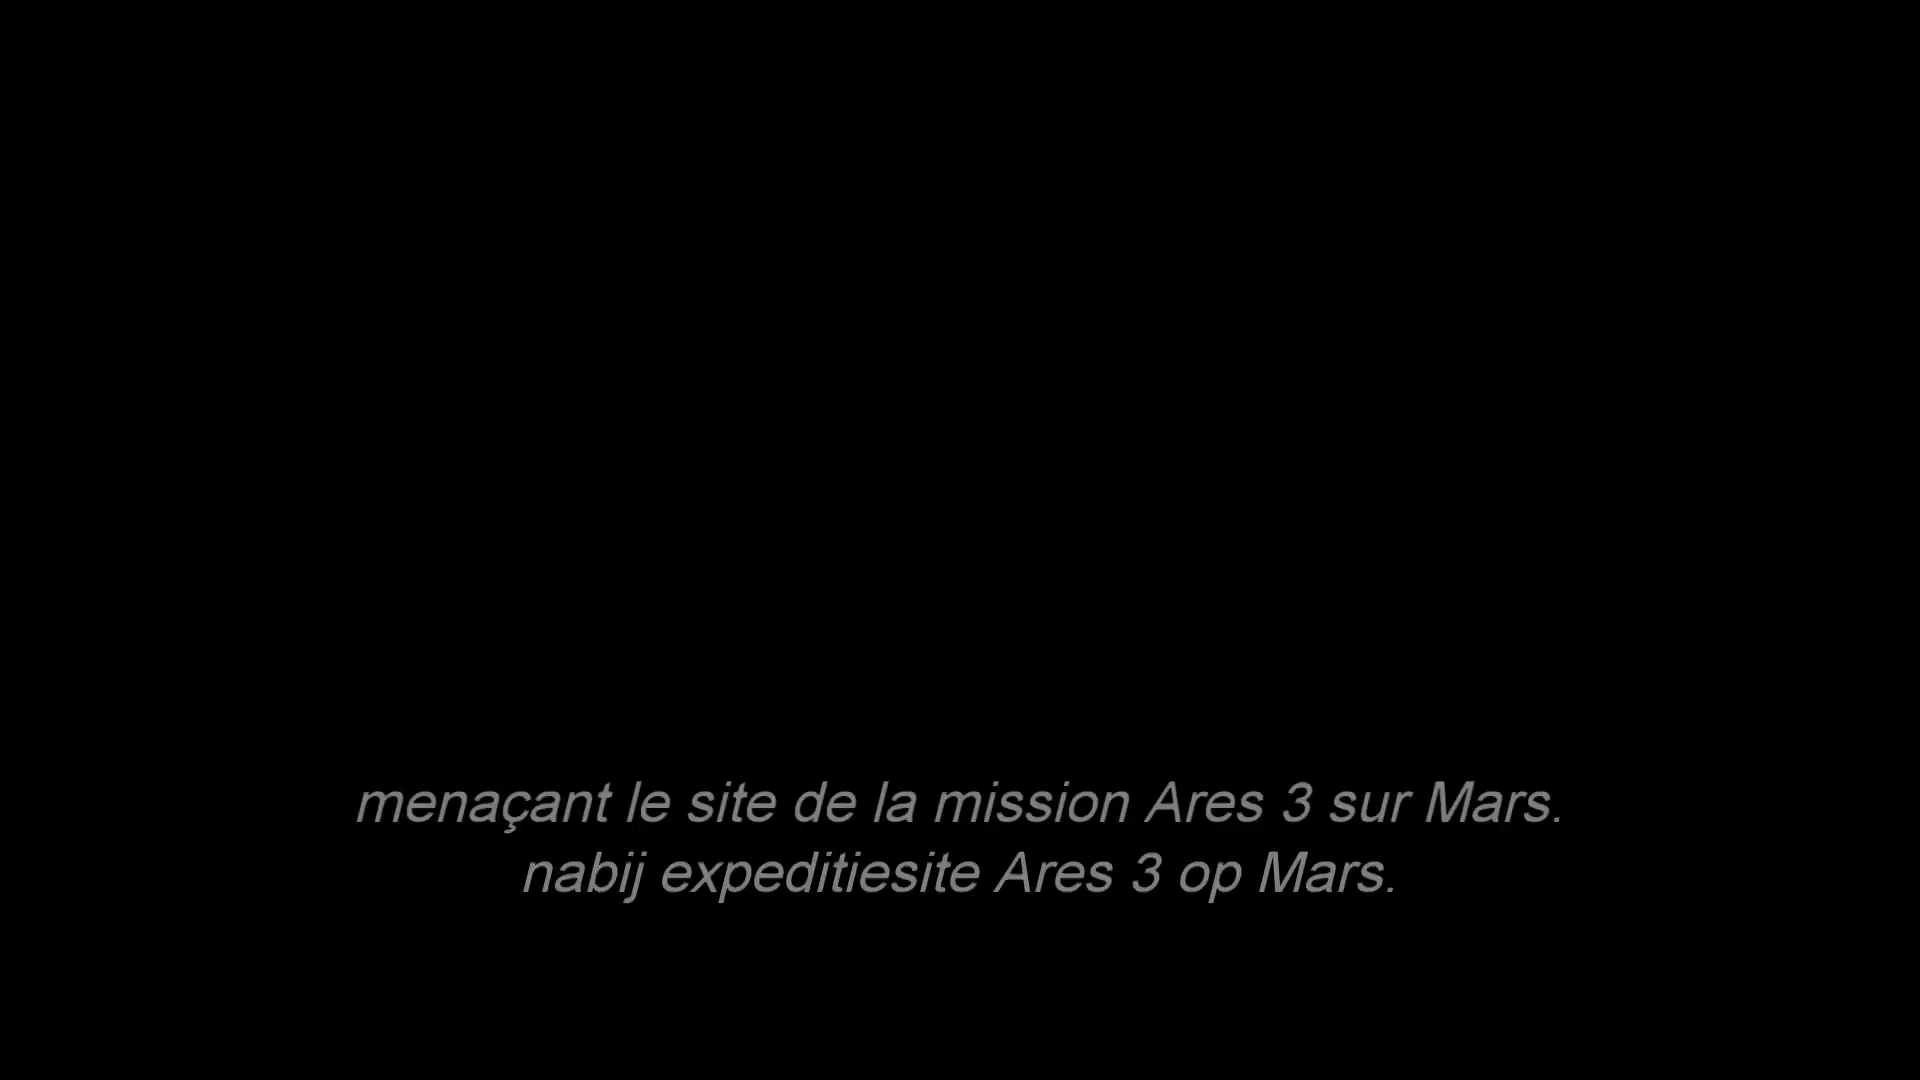 menaçant le site de la mission Ares 3 sur Mars.
nabij expeditiesite Ares 3 op Mars.